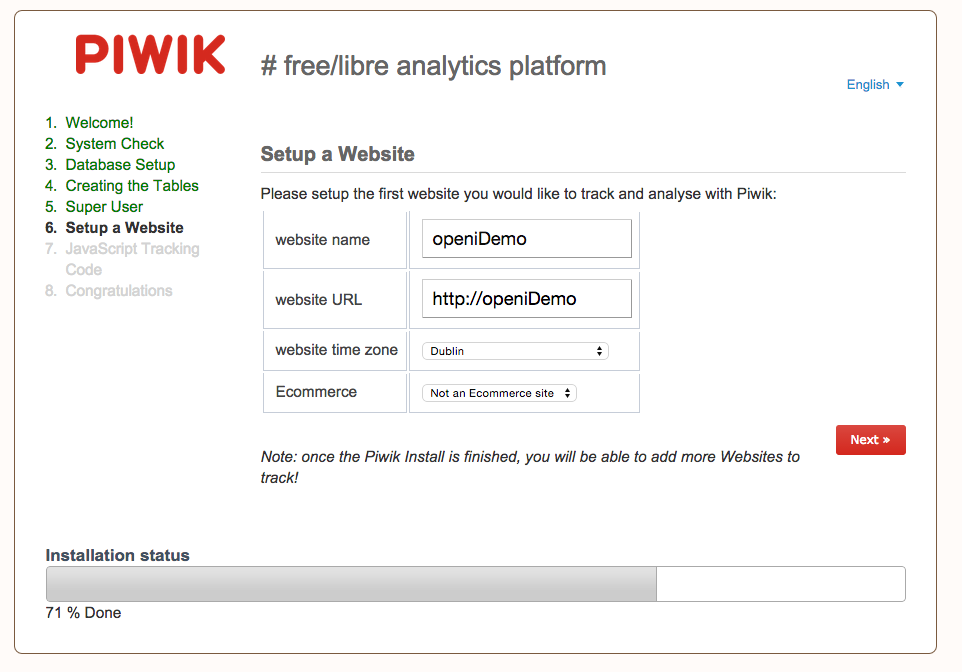 PIWIK
# free/libre analytics platform
English
1. Welcome!
2. System Check
3. Database Setup
4. Creating the Tables
5. Super User
6. Setup a Website
7. JavaScript Tracking
Code
8. Congratulations
Setup a Website
Please setup the first website you would like to track and analyse with Piwik:
website name openiDemo
website URL http://openiDemo
website time zone Dublin
Ecommerce Not an Ecommerce site
Next »
Note: once the Piwik Install is finished, you will be able to add more Websites to
track!
Installation status
71 % Done